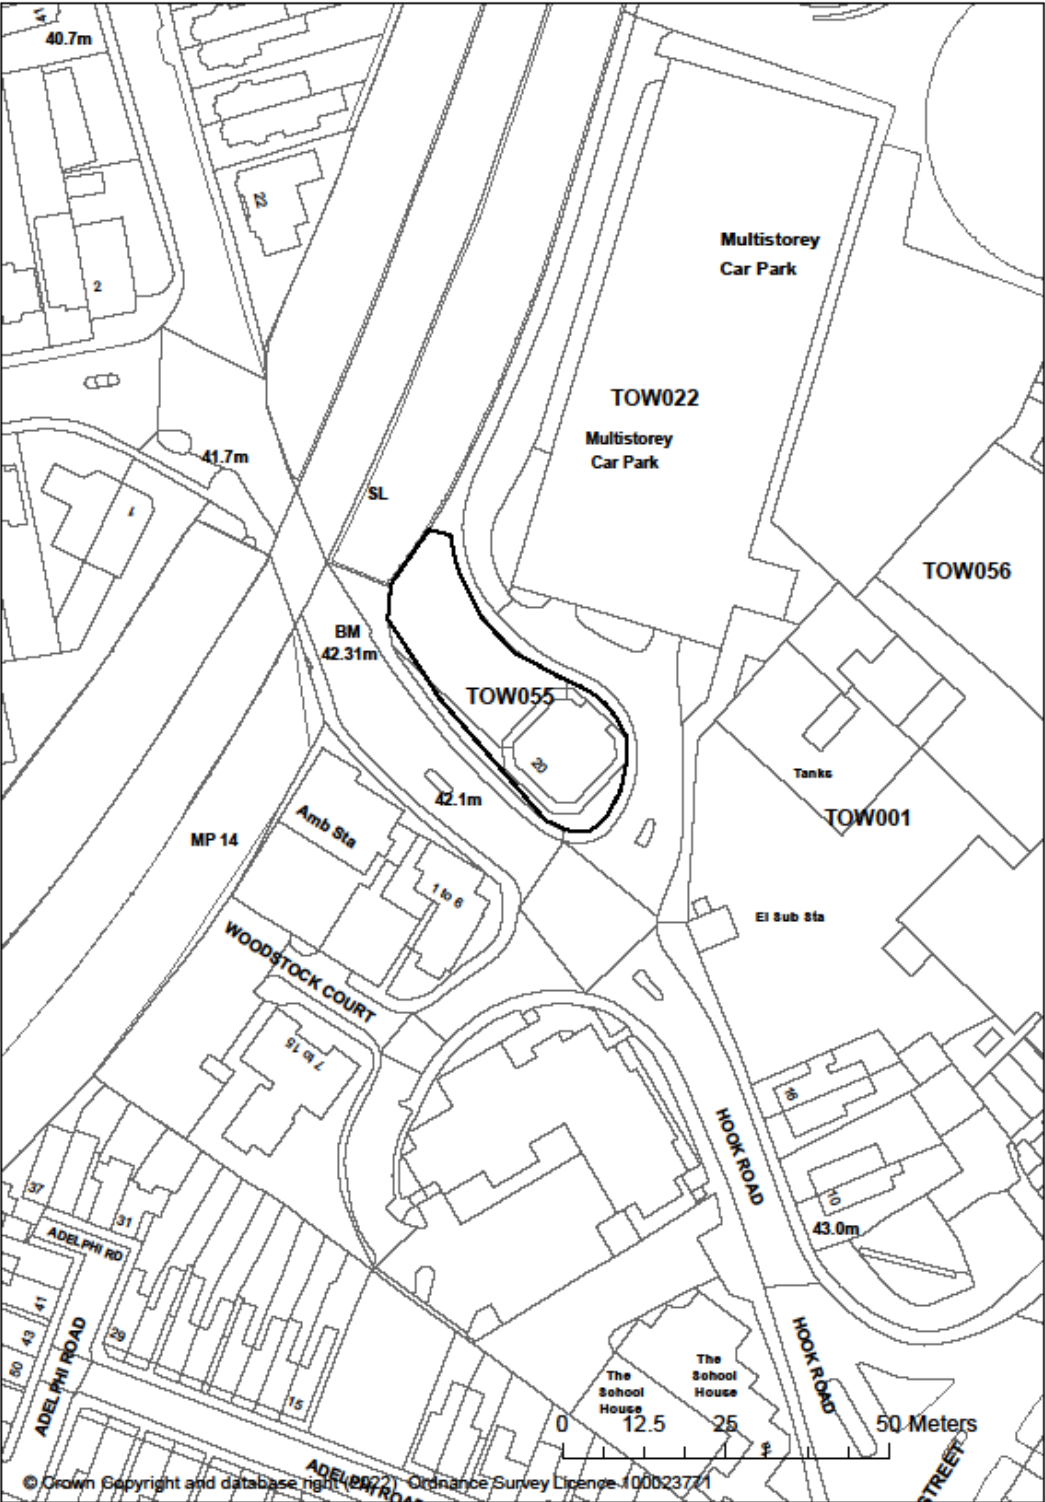 41
40.7m
22
2
Multistorey
Car Park
TOW022
Multistorey
Car Park
41.7m
SL
1
TOW056
BM
42.31m
TOW055
20
Tanks
42.1m
TOW001
Amb Sta
MP 14
1 to 6
El Sub Sta
WOODSTOCK COURT
7 to 15
16
HOOK ROAD
37
10
31
43.0m
ADELPHI RD
41
43
29
50
ADELPHI ROAD
HOOK ROAD
The
School
House
The
School
House
15
0 12.5 25 50 Meters
STREET
ADELPHI ROAD
© Crown Copyright and database right (2022). Ordnance Survey Licence 100023771